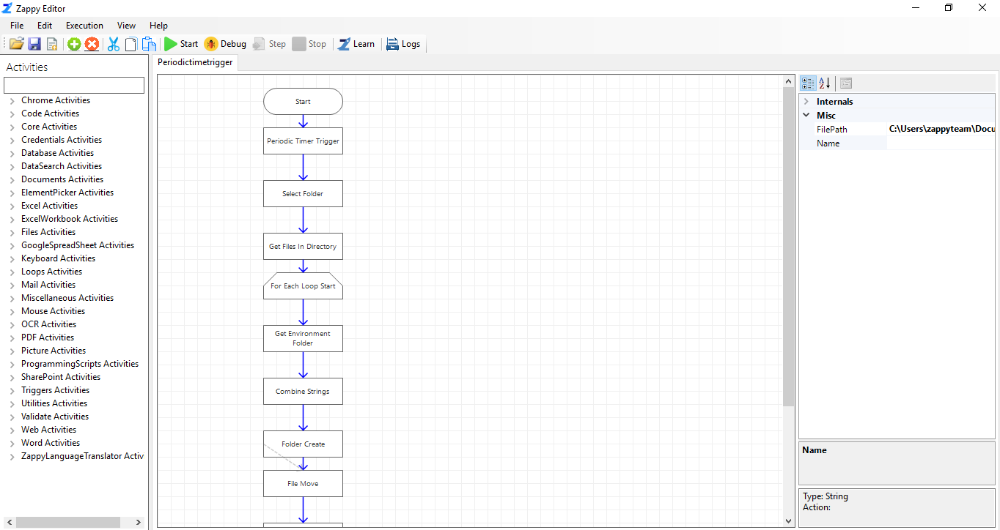 Zappy Editor
File Edit Execution View Help
Start Debug Step Stop Learn Logs
Activities
Chrome Activities
Code Activities
Core Activities
Credentials Activities
Database Activities
DataSearch Activities
Documents Activities
ElementPicker Activities
Excel Activities
ExcelWorkbook Activities
Files Activities
GoogleSpreadSheet Activities
Keyboard Activities
Loops Activities
Mail Activities
Miscellaneous Activities
Mouse Activities
OCR Activities
PDF Activities
Picture Activities
ProgrammingScripts Activities
SharePoint Activities
Triggers Activities
Utilities Activities
Validate Activities
Web Activities
Word Activities
ZappyLanguageTranslator Activ
Periodictimetrigger
Start
Periodic Timer Trigger
Select Folder
Get Files In Directory
For Each Loop Start
Get Environment
Folder
Combine Strings
Folder Create
File Move
A
Z
Internals
Misc
FilePath C:\Users\zappyteam\Docu
Name
Name
Type: String
Action: